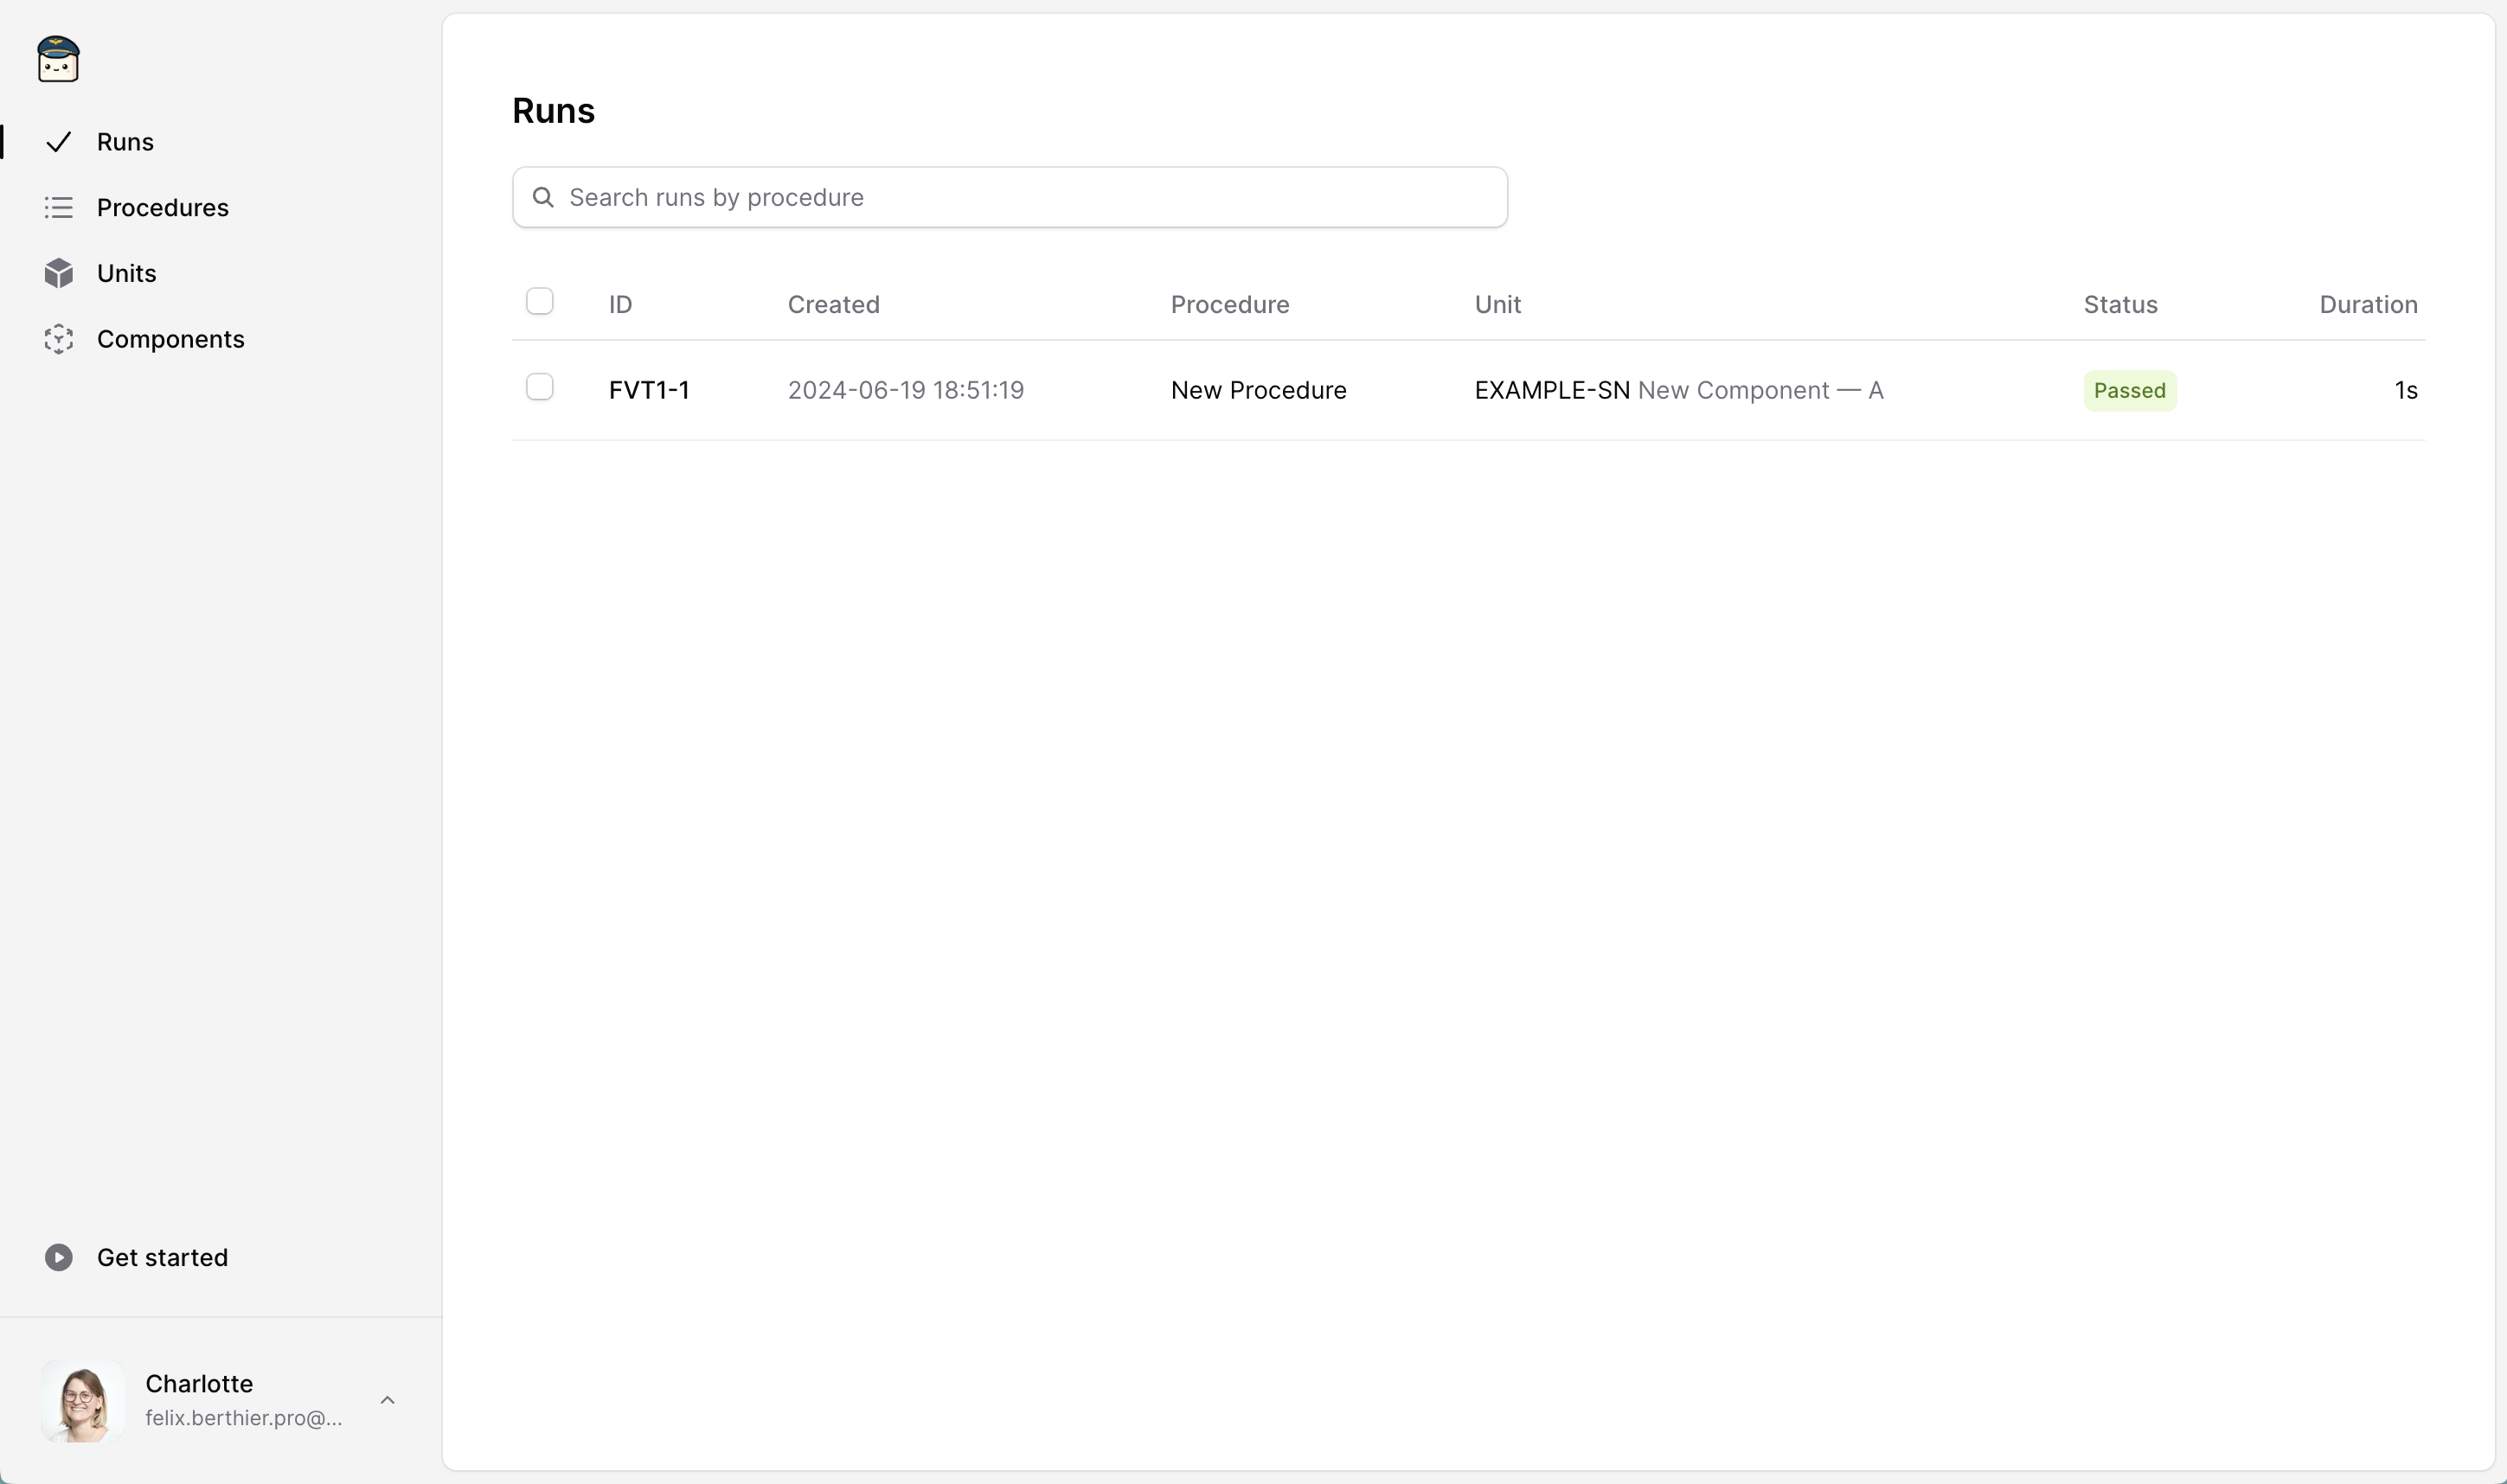 Runs
Procedures
Units
Components
Get started
Charlotte
felix.berthier.pro@...
Runs
Search runs by procedure
ID Created Procedure Unit Status Duration
FVT1-1 2024-06-19 18:51:19 New Procedure EXAMPLE-SN New Component — A Passed 1s